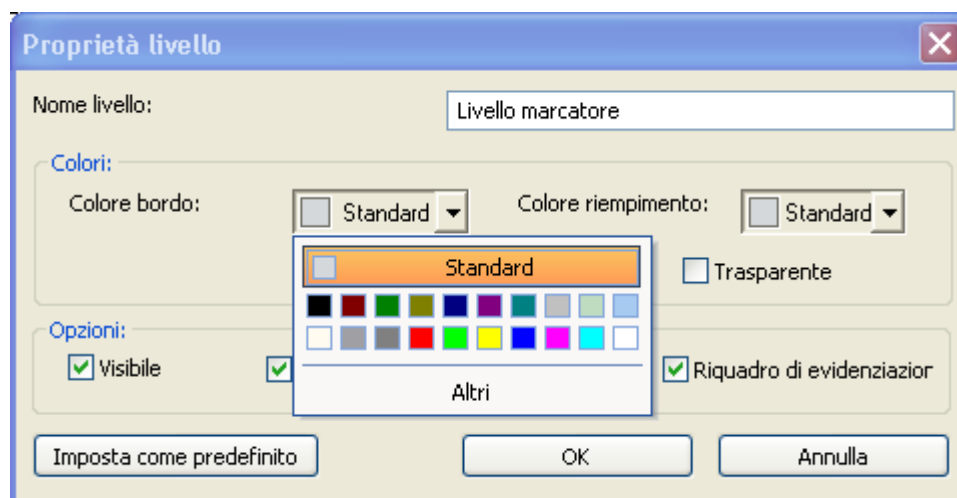 Proprietà livello
Nome livello: Livello marcatore
Colori:
Colore bordo: Standard Colore riempimento: Standard
Standard
Trasparente
Opzioni:
Visibile Riquadro di evidenziazior
Altri
Imposta come predefinito OK Annulla